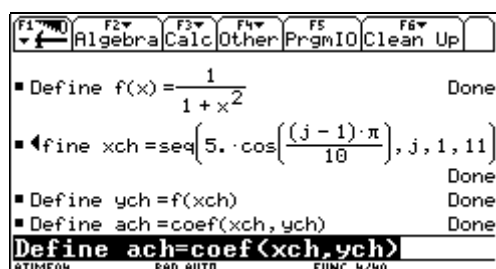 F1 F2 F3 F4 F5 F6
Algebra Calc Other PrgmIO Clean Up
▪ Define f(x) = 1/(1 + x^2) Done
▪ ◀fine xch = seq(5. · cos((j - 1)·π/10), j, 1, 11)
Done
▪ Define ych = f(xch) Done
▪ Define ach = coef(xch, ych) Done
Define ach=coef(xch,ych)
RAD AUTO FUNC 4/40